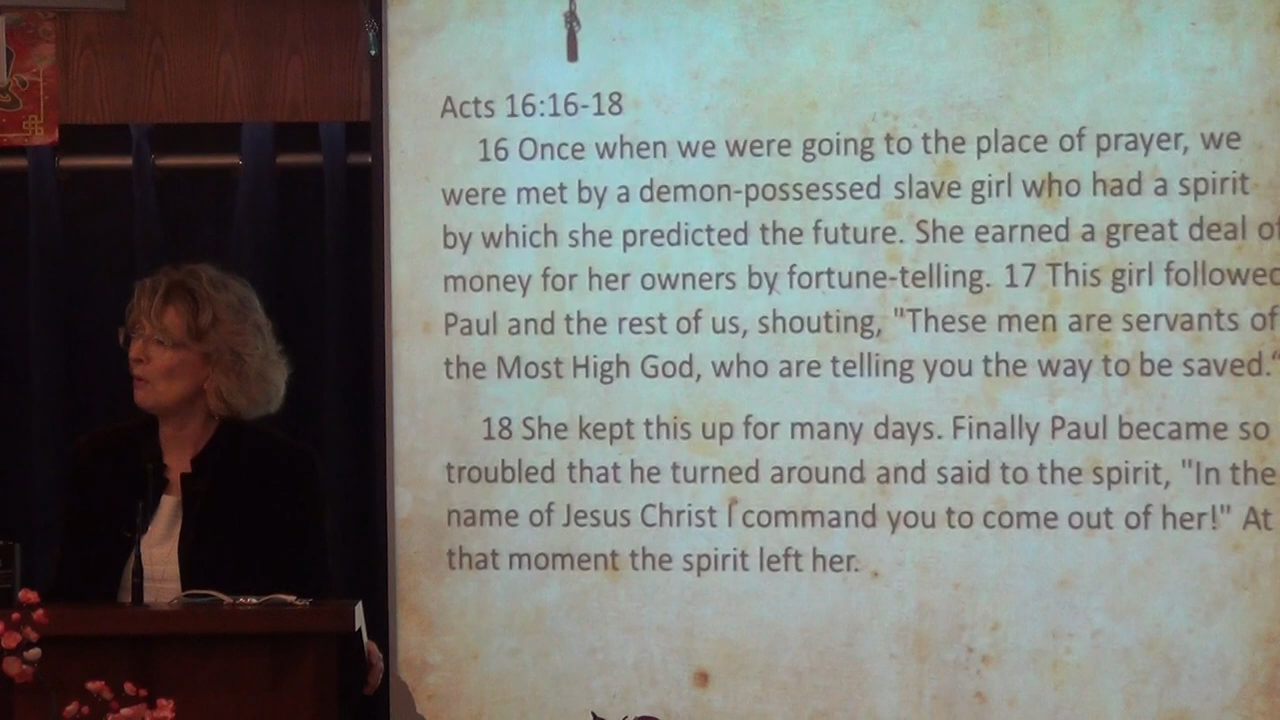 Acts 16:16-18
16 Once when we were going to the place of prayer, we
were met by a demon-possessed slave girl who had a spirit
by which she predicted the future. She earned a great deal of
money for her owners by fortune-telling. 17 This girl followed
Paul and the rest of us, shouting, "These men are servants of
the Most High God, who are telling you the way to be saved."
18 She kept this up for many days. Finally Paul became so
troubled that he turned around and said to the spirit, "In the
name of Jesus Christ I command you to come out of her!" At
that moment the spirit left her.